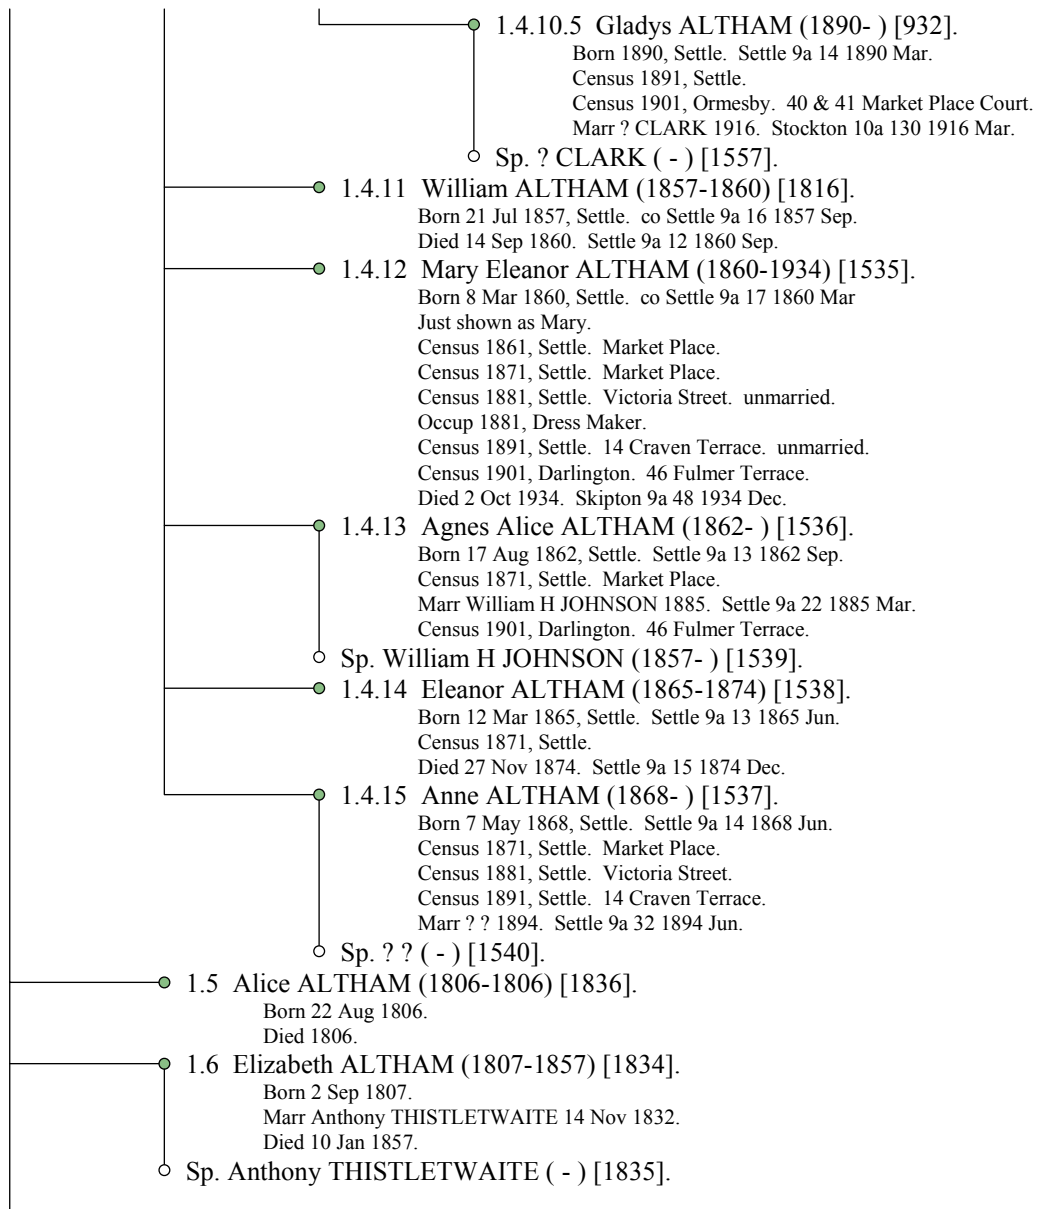 1.4.10.5 Gladys ALTHAM (1890- ) [932].
Born 1890, Settle. Settle 9a 14 1890 Mar.
Census 1891, Settle.
Census 1901, Ormesby. 40 & 41 Market Place Court.
Marr ? CLARK 1916. Stockton 10a 130 1916 Mar.
Sp. ? CLARK ( - ) [1557].
1.4.11 William ALTHAM (1857-1860) [1816].
Born 21 Jul 1857, Settle. co Settle 9a 16 1857 Sep.
Died 14 Sep 1860. Settle 9a 12 1860 Sep.
1.4.12 Mary Eleanor ALTHAM (1860-1934) [1535].
Born 8 Mar 1860, Settle. co Settle 9a 17 1860 Mar
Just shown as Mary.
Census 1861, Settle. Market Place.
Census 1871, Settle. Market Place.
Census 1881, Settle. Victoria Street. unmarried.
Occup 1881, Dress Maker.
Census 1891, Settle. 14 Craven Terrace. unmarried.
Census 1901, Darlington. 46 Fulmer Terrace.
Died 2 Oct 1934. Skipton 9a 48 1934 Dec.
1.4.13 Agnes Alice ALTHAM (1862- ) [1536].
Born 17 Aug 1862, Settle. Settle 9a 13 1862 Sep.
Census 1871, Settle. Market Place.
Marr William H JOHNSON 1885. Settle 9a 22 1885 Mar.
Census 1901, Darlington. 46 Fulmer Terrace.
Sp. William H JOHNSON (1857- ) [1539].
1.4.14 Eleanor ALTHAM (1865-1874) [1538].
Born 12 Mar 1865, Settle. Settle 9a 13 1865 Jun.
Census 1871, Settle.
Died 27 Nov 1874. Settle 9a 15 1874 Dec.
1.4.15 Anne ALTHAM (1868- ) [1537].
Born 7 May 1868, Settle. Settle 9a 14 1868 Jun.
Census 1871, Settle. Market Place.
Census 1881, Settle. Victoria Street.
Census 1891, Settle. 14 Craven Terrace.
Marr ? ? 1894. Settle 9a 32 1894 Jun.
Sp. ? ? ( - ) [1540].
1.5 Alice ALTHAM (1806-1806) [1836].
Born 22 Aug 1806.
Died 1806.
1.6 Elizabeth ALTHAM (1807-1857) [1834].
Born 2 Sep 1807.
Marr Anthony THISTLETWAITE 14 Nov 1832.
Died 10 Jan 1857.
Sp. Anthony THISTLETWAITE ( - ) [1835].